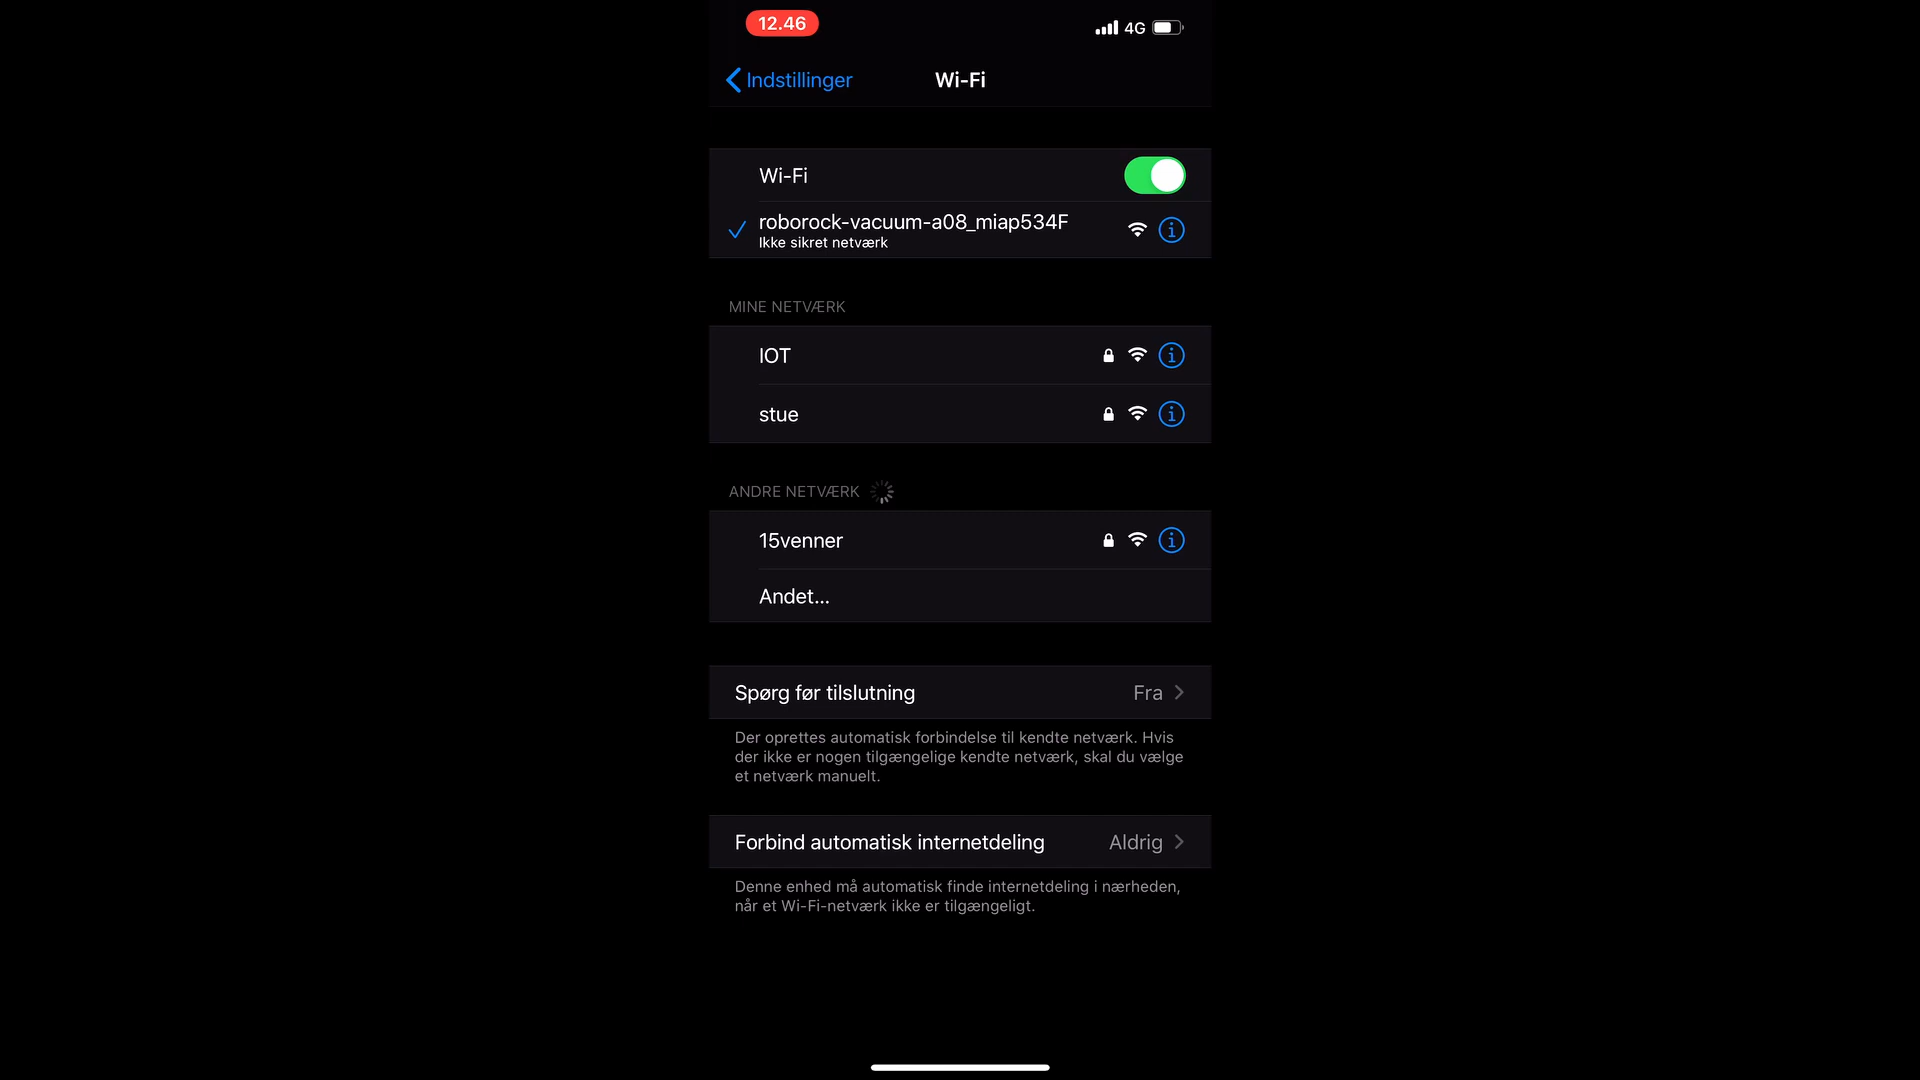 12.46
4G
Indstillinger
Wi-Fi
Wi-Fi
roborock-vacuum-a08_miap534F
Ikke sikret netværk
MINE NETVÆRK
IOT
stue
ANDRE NETVÆRK
15venner
Andet...
Spørg før tilslutning
Fra
Der oprettes automatisk forbindelse til kendte netværk. Hvis
der ikke er nogen tilgængelige kendte netværk, skal du vælge
et netværk manuelt.
Forbind automatisk internetdeling
Aldrig
Denne enhed må automatisk finde internetdeling i nærheden,
når et Wi-Fi-netværk ikke er tilgængeligt.